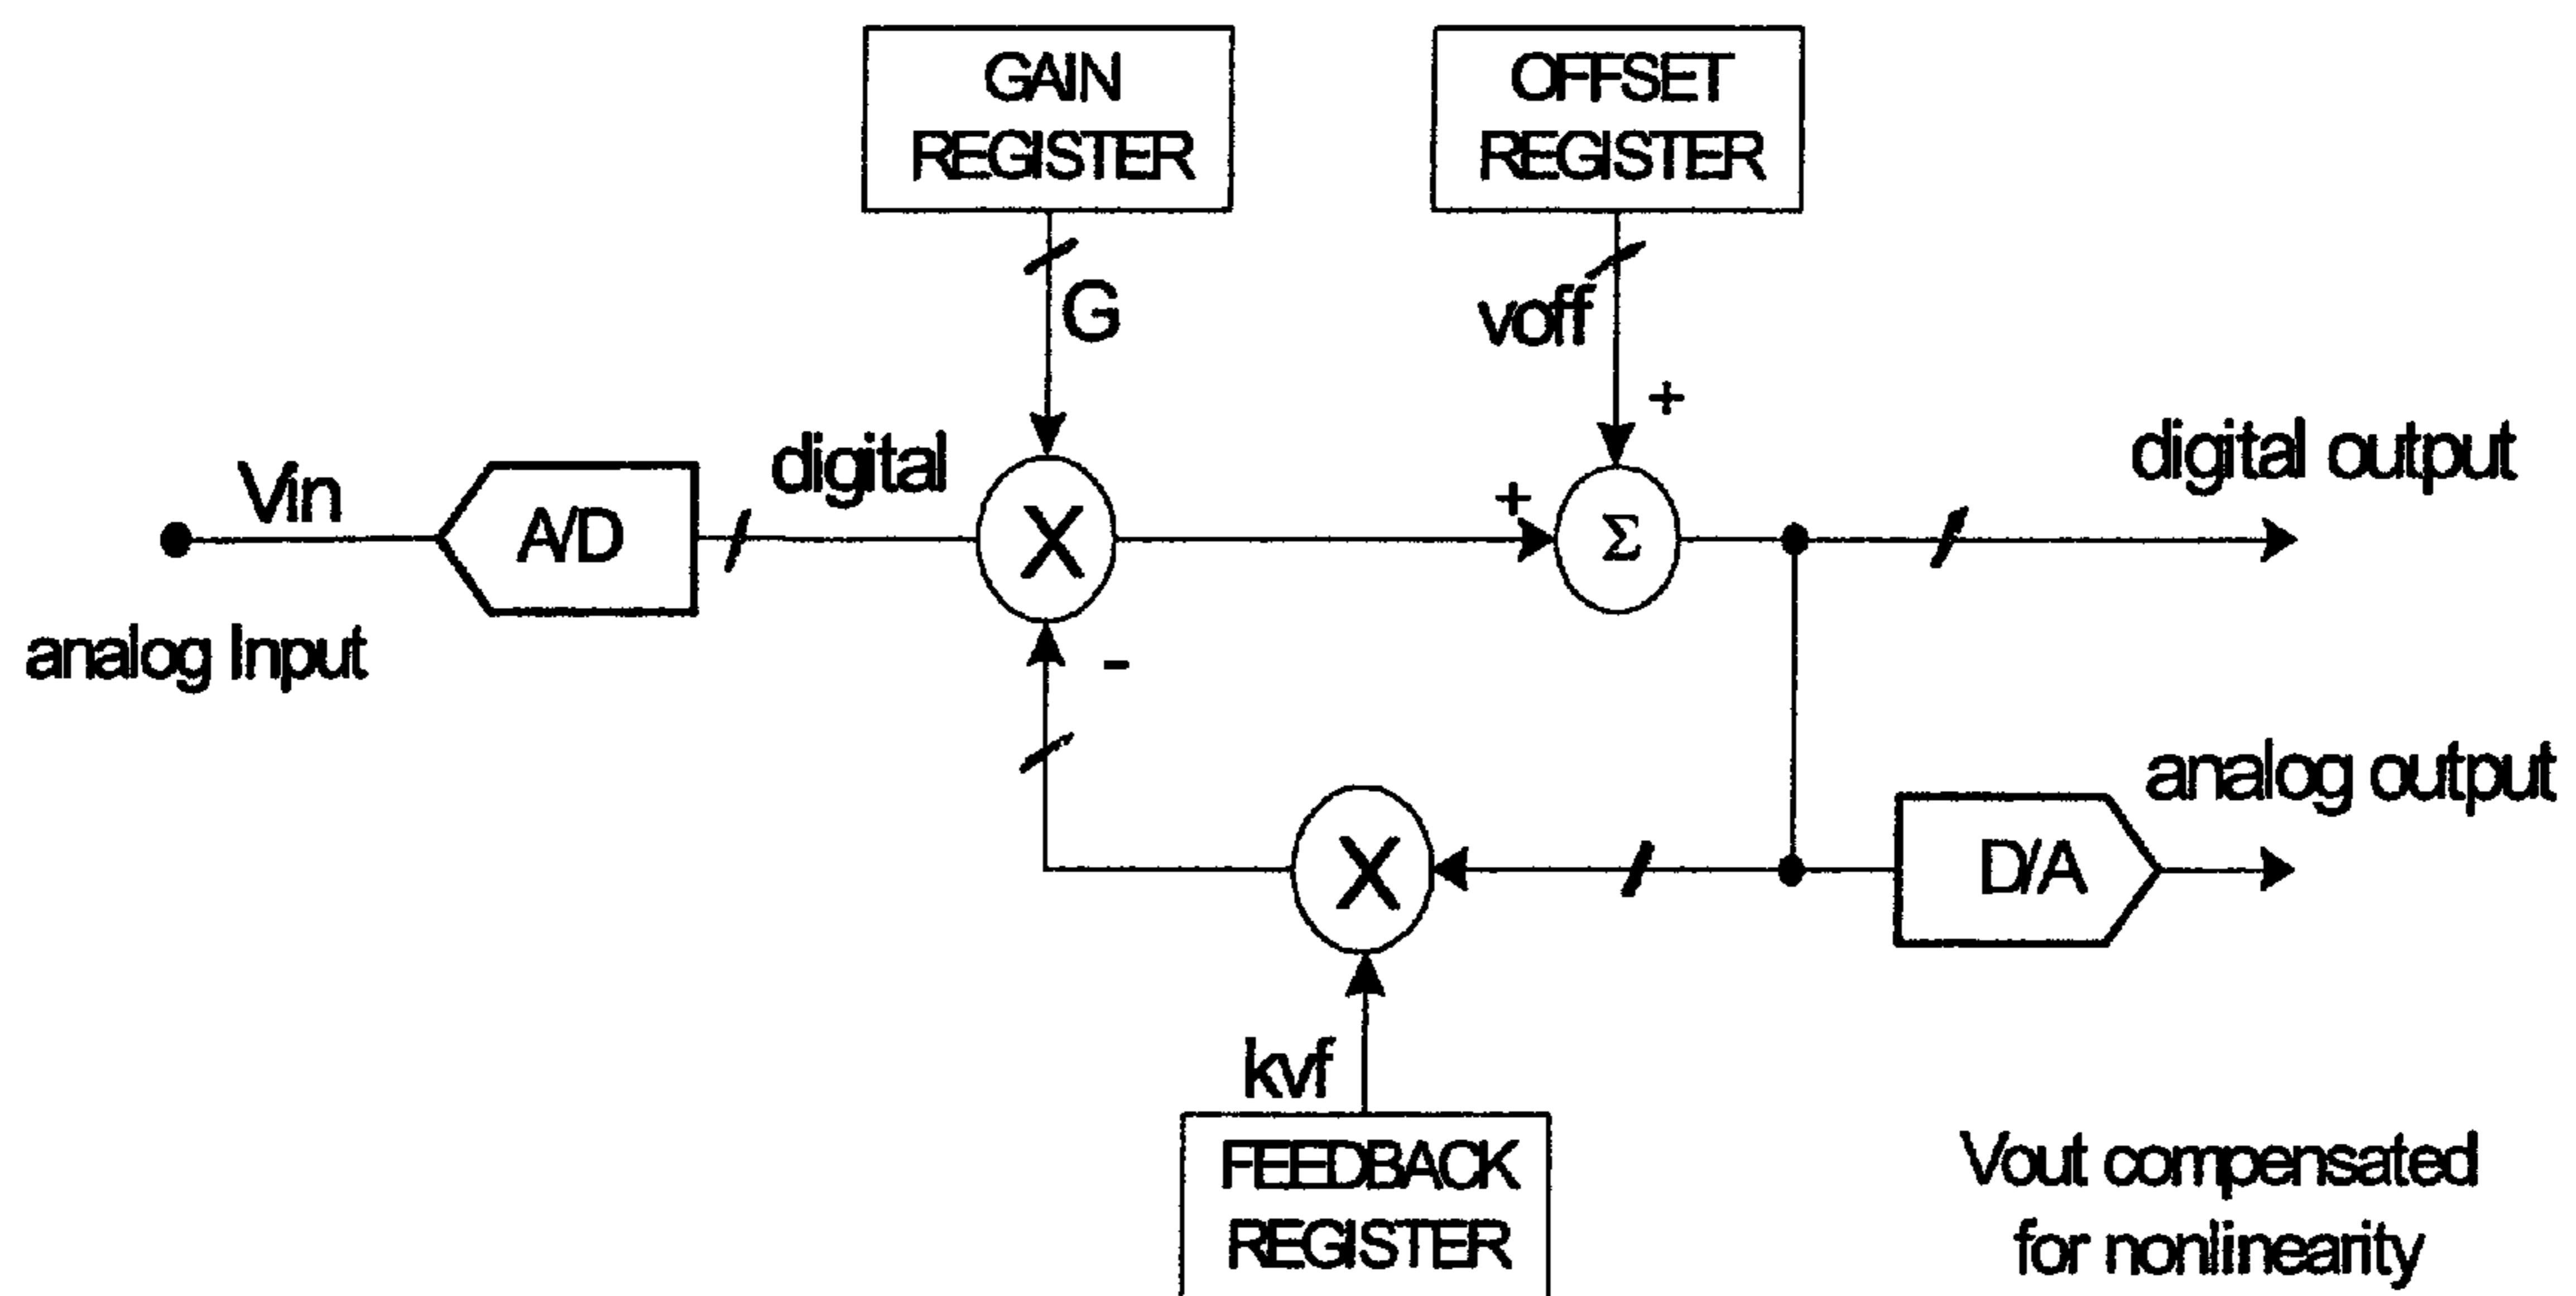 GAIN
REGISTER
OFFSET
REGISTER
G
voff
+
Vin
A/D
digital
X
+
Σ
digital output
analog Input
-
analog output
X
D/A
kvf
FEEDBACK
REGISTER
Vout compensated
for nonlinearity